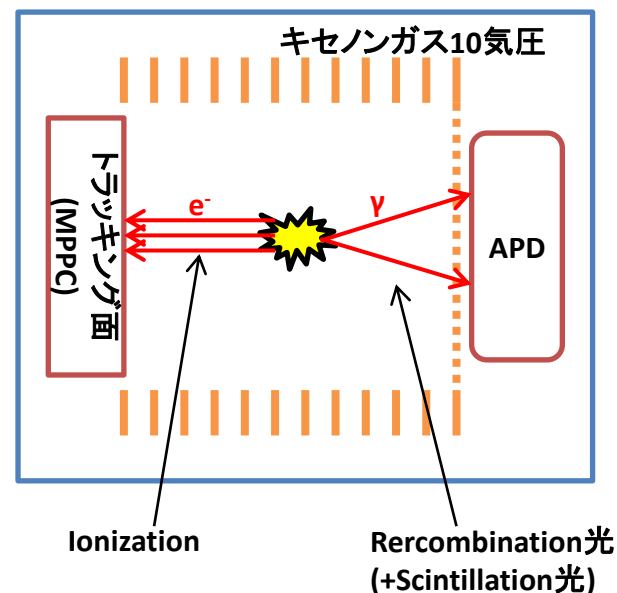 キセノンガス10気圧
トラッキング面
(MPPC)
e-
γ
APD
Ionization
Rercombination光
(+Scintillation光)